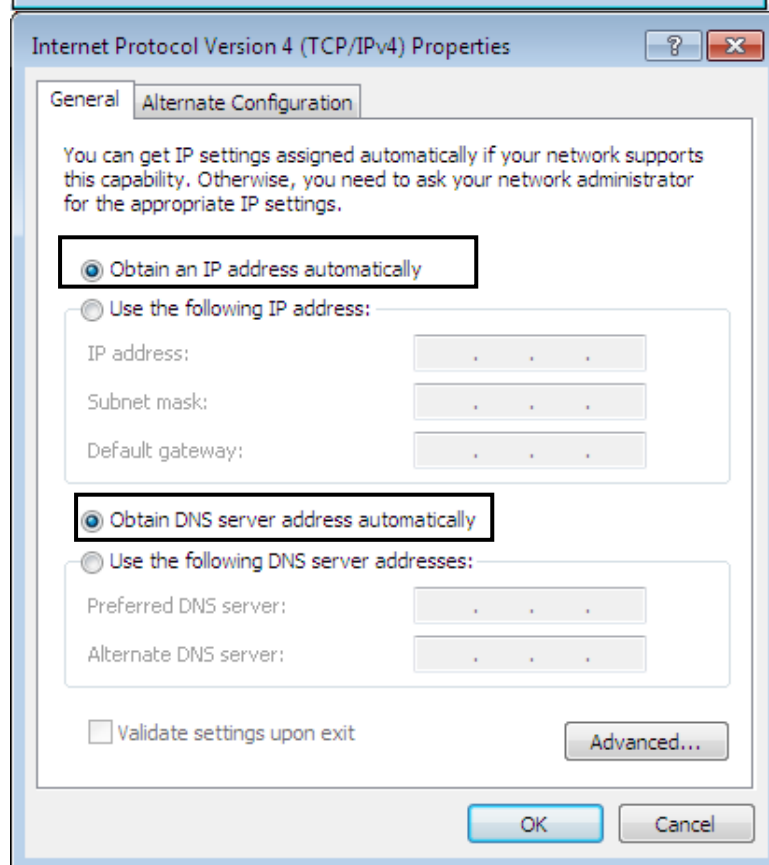 Internet Protocol Version 4 (TCP/IPv4) Properties
General
Alternate Configuration
You can get IP settings assigned automatically if your network supports
this capability. Otherwise, you need to ask your network administrator
for the appropriate IP settings.
Obtain an IP address automatically
Use the following IP address:
IP address:
Subnet mask:
Default gateway:
Obtain DNS server address automatically
Use the following DNS server addresses:
Preferred DNS server:
Alternate DNS server:
Validate settings upon exit
Advanced...
OK
Cancel